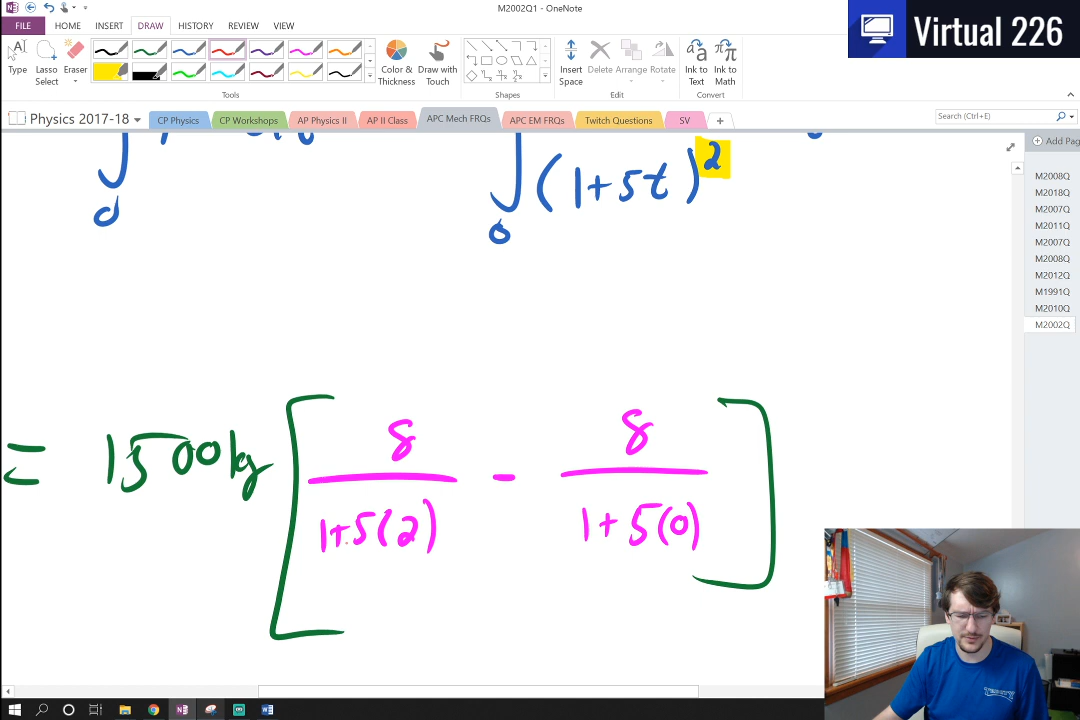 M2002Q1 - OneNote
FILE HOME INSERT DRAW HISTORY REVIEW VIEW
Virtual 226
Type
Lasso Select
Eraser
Color & Thickness
Draw with Touch
Insert Space
Delete
Arrange
Rotate
Ink to Text
Ink to Math
Tools
Shapes
Edit
Convert
Physics 2017-18
CP Physics
CP Workshops
AP Physics II
AP II Class
APC Mech FRQs
APC EM FRQs
Twitch Questions
SV
Search (Ctrl+E)
Add Pag
M2008Q
M2018Q
M2007Q
M2011Q
M2007Q
M2008Q
M2012Q
M1991Q
M2010Q
M2002Q
∫ 0
∫ 0 (1+5t)²
= 1500 kg [ 8 / 1+5(2) - 8 / 1+5(0) ]